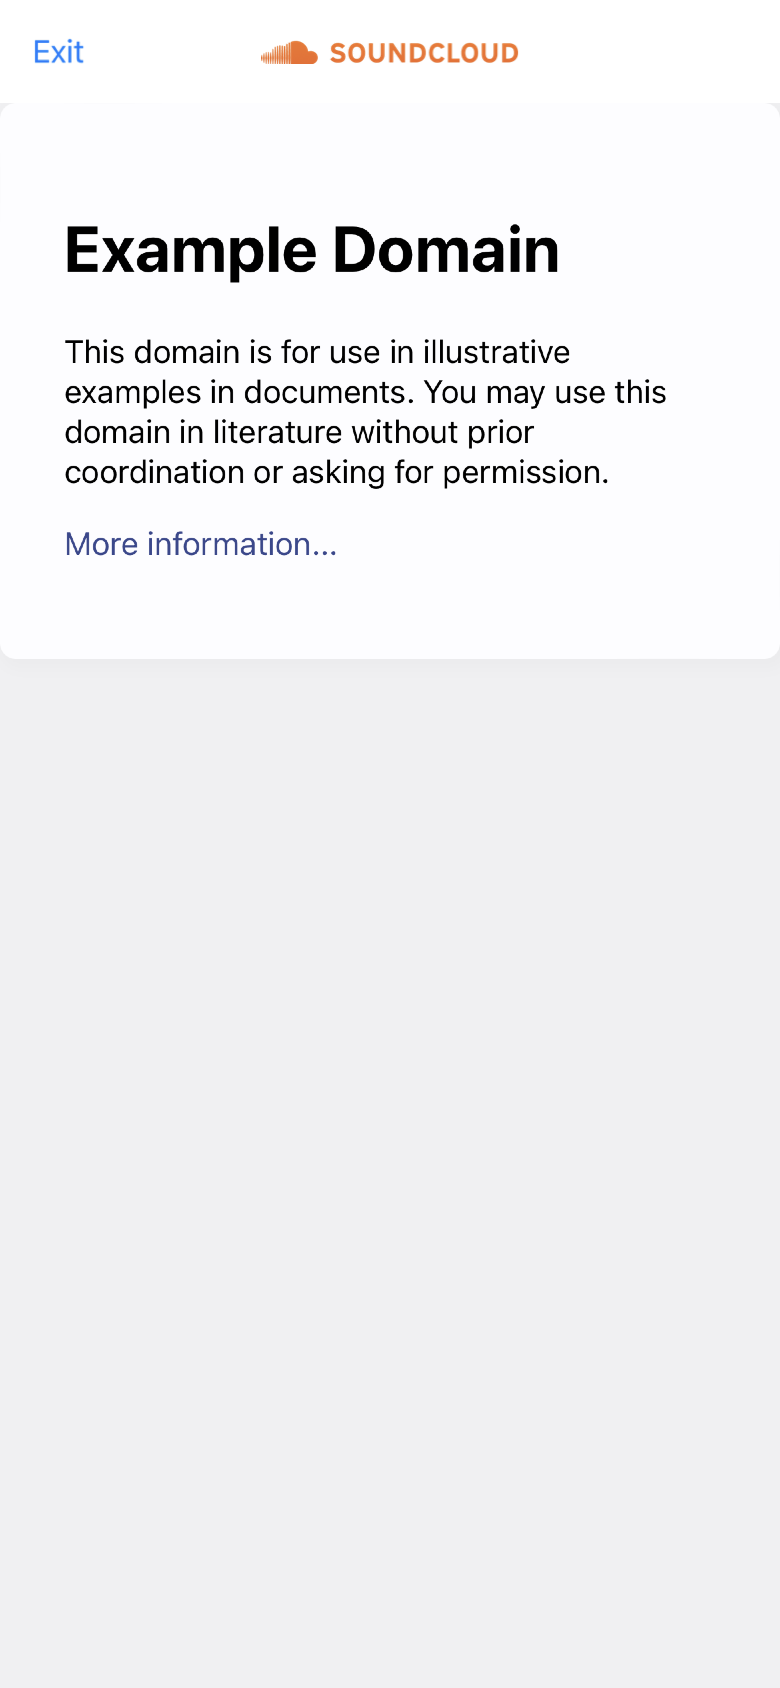 Exit
SOUNDCLOUD
Example Domain
This domain is for use in illustrative
examples in documents. You may use this
domain in literature without prior
coordination or asking for permission.
More information...